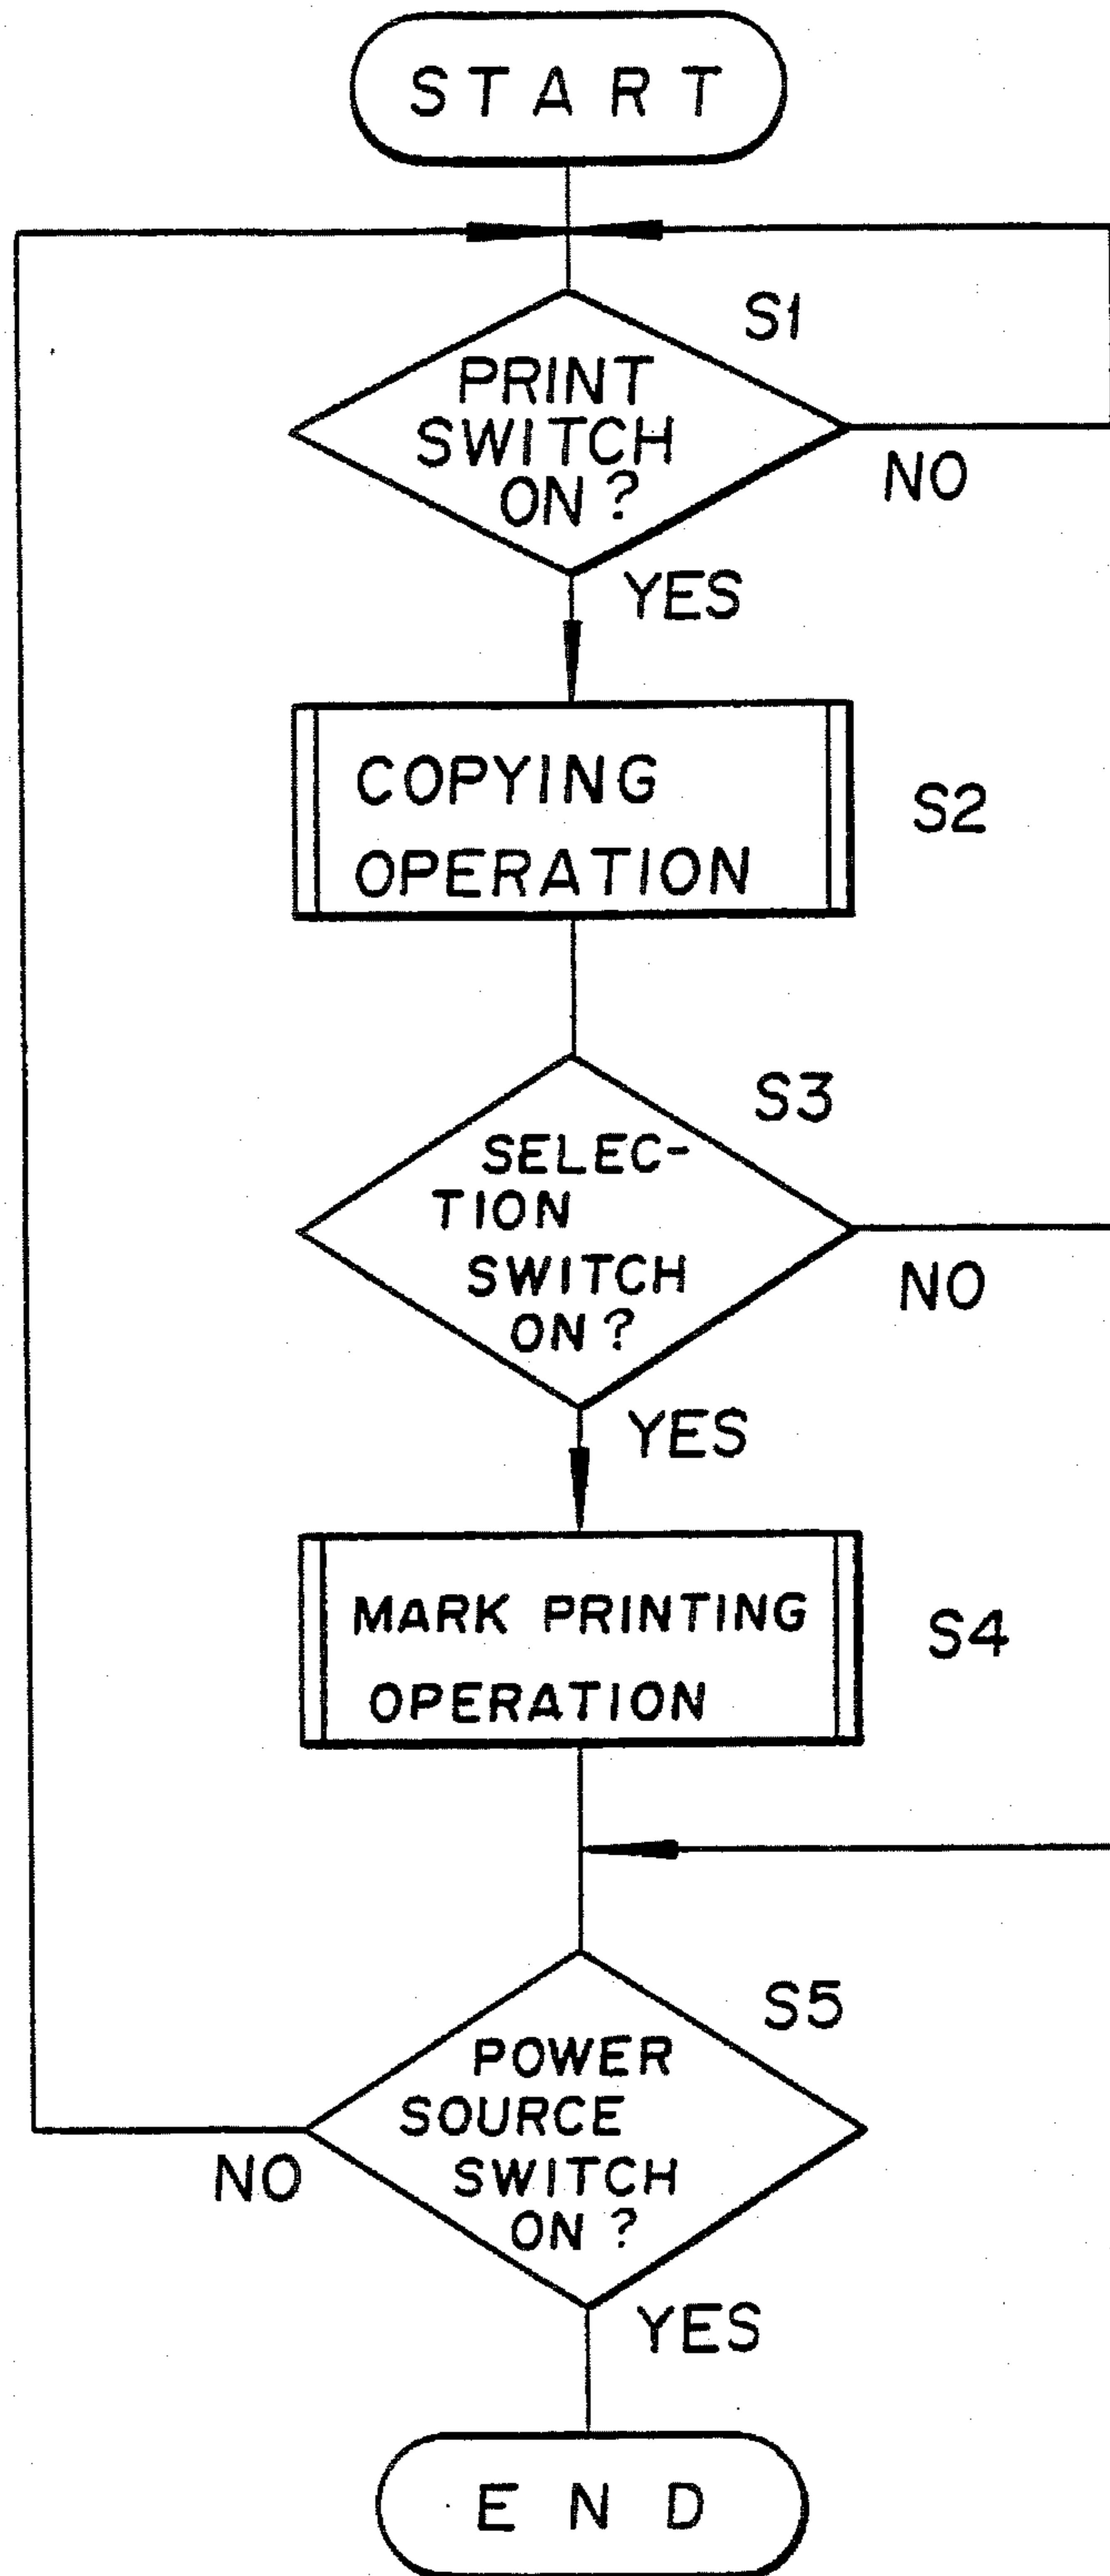 START
S1
PRINT
SWITCH
ON?
NO
YES
COPYING
OPERATION
S2
S3
SELEC-
TION
SWITCH
ON?
NO
YES
MARK PRINTING
OPERATION
S4
S5
POWER
SOURCE
SWITCH
ON?
NO
YES
END